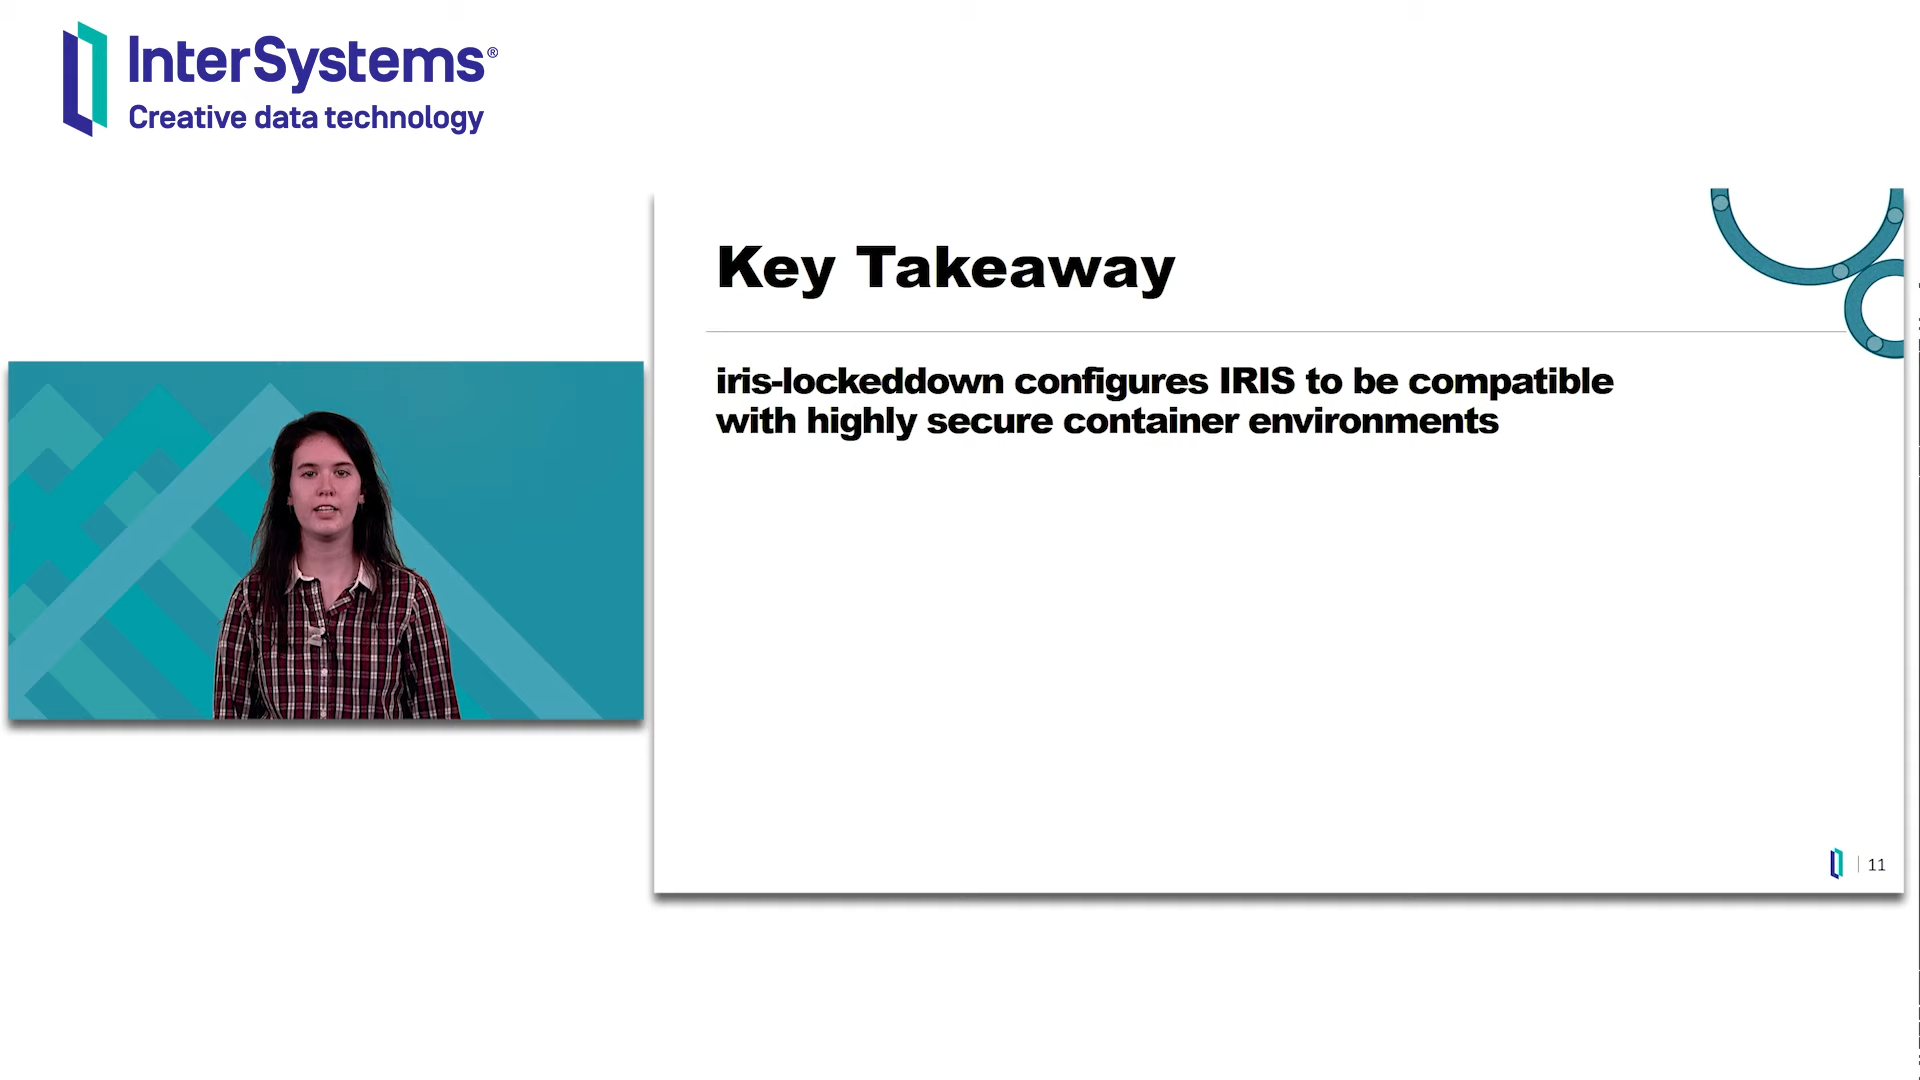 InterSystems®
Creative data technology
Key Takeaway
iris-lockeddown configures IRIS to be compatible
with highly secure container environments
11